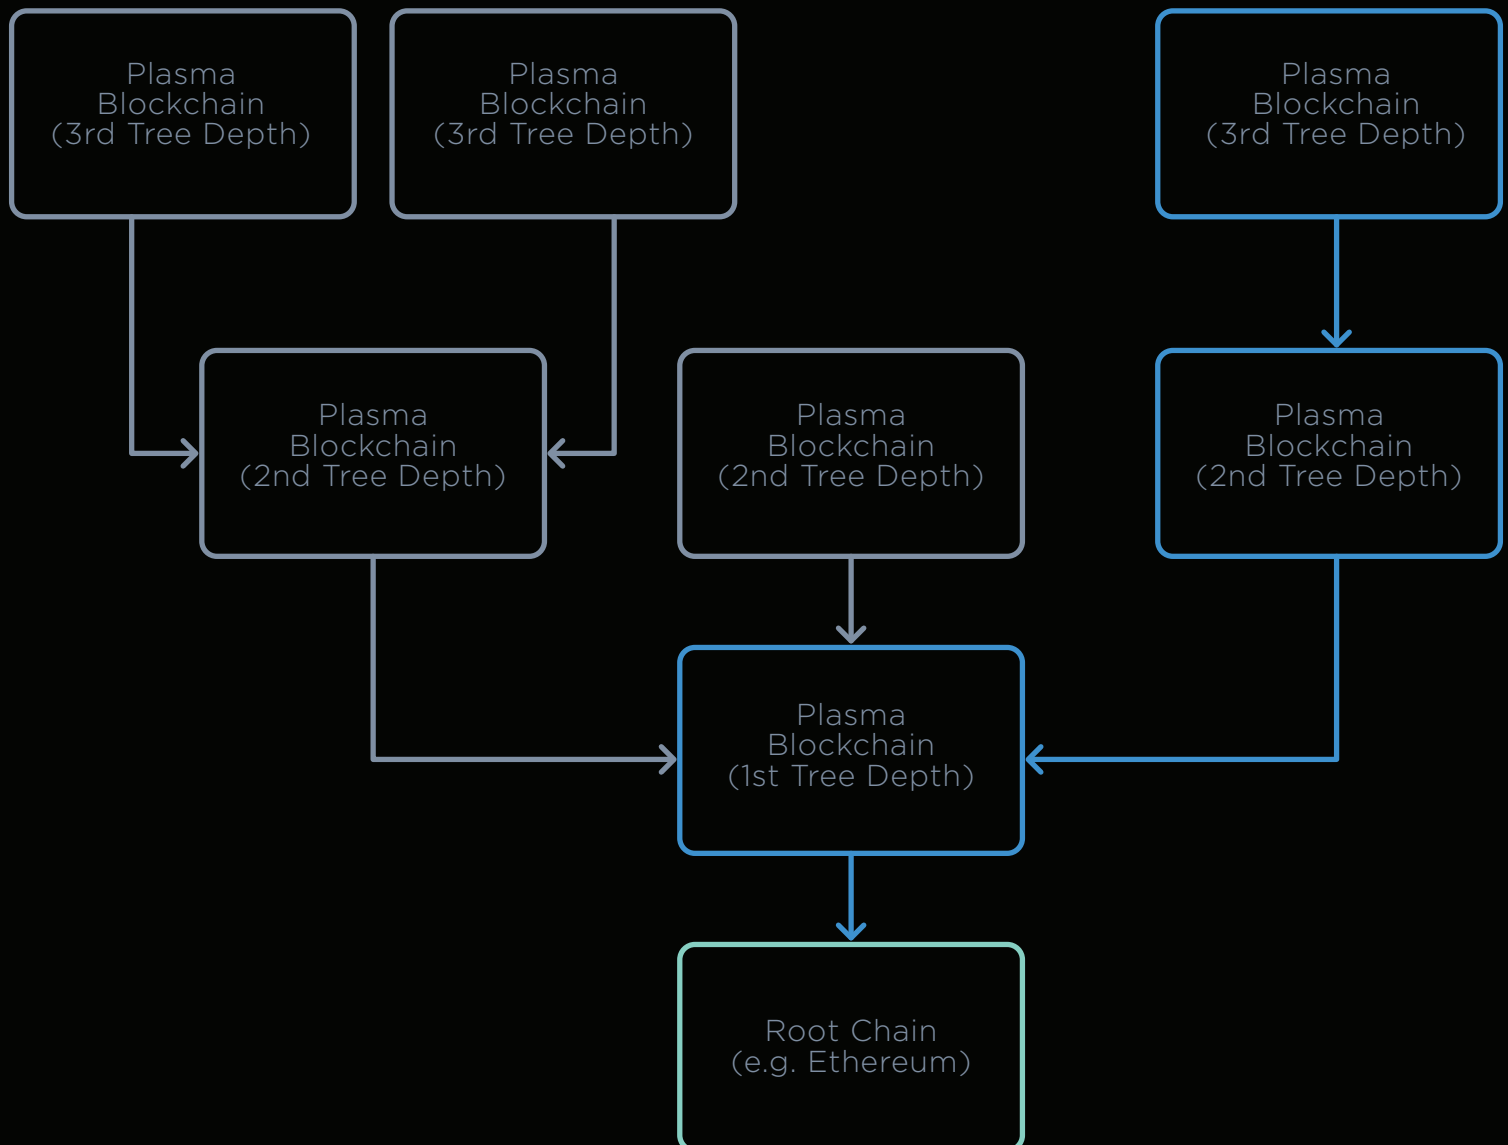 Plasma
Blockchain
(3rd Tree Depth)
Plasma
Blockchain
(3rd Tree Depth)
Plasma
Blockchain
(3rd Tree Depth)
Plasma
Blockchain
(2nd Tree Depth)
Plasma
Blockchain
(2nd Tree Depth)
Plasma
Blockchain
(2nd Tree Depth)
Plasma
Blockchain
(1st Tree Depth)
Root Chain
(e.g. Ethereum)